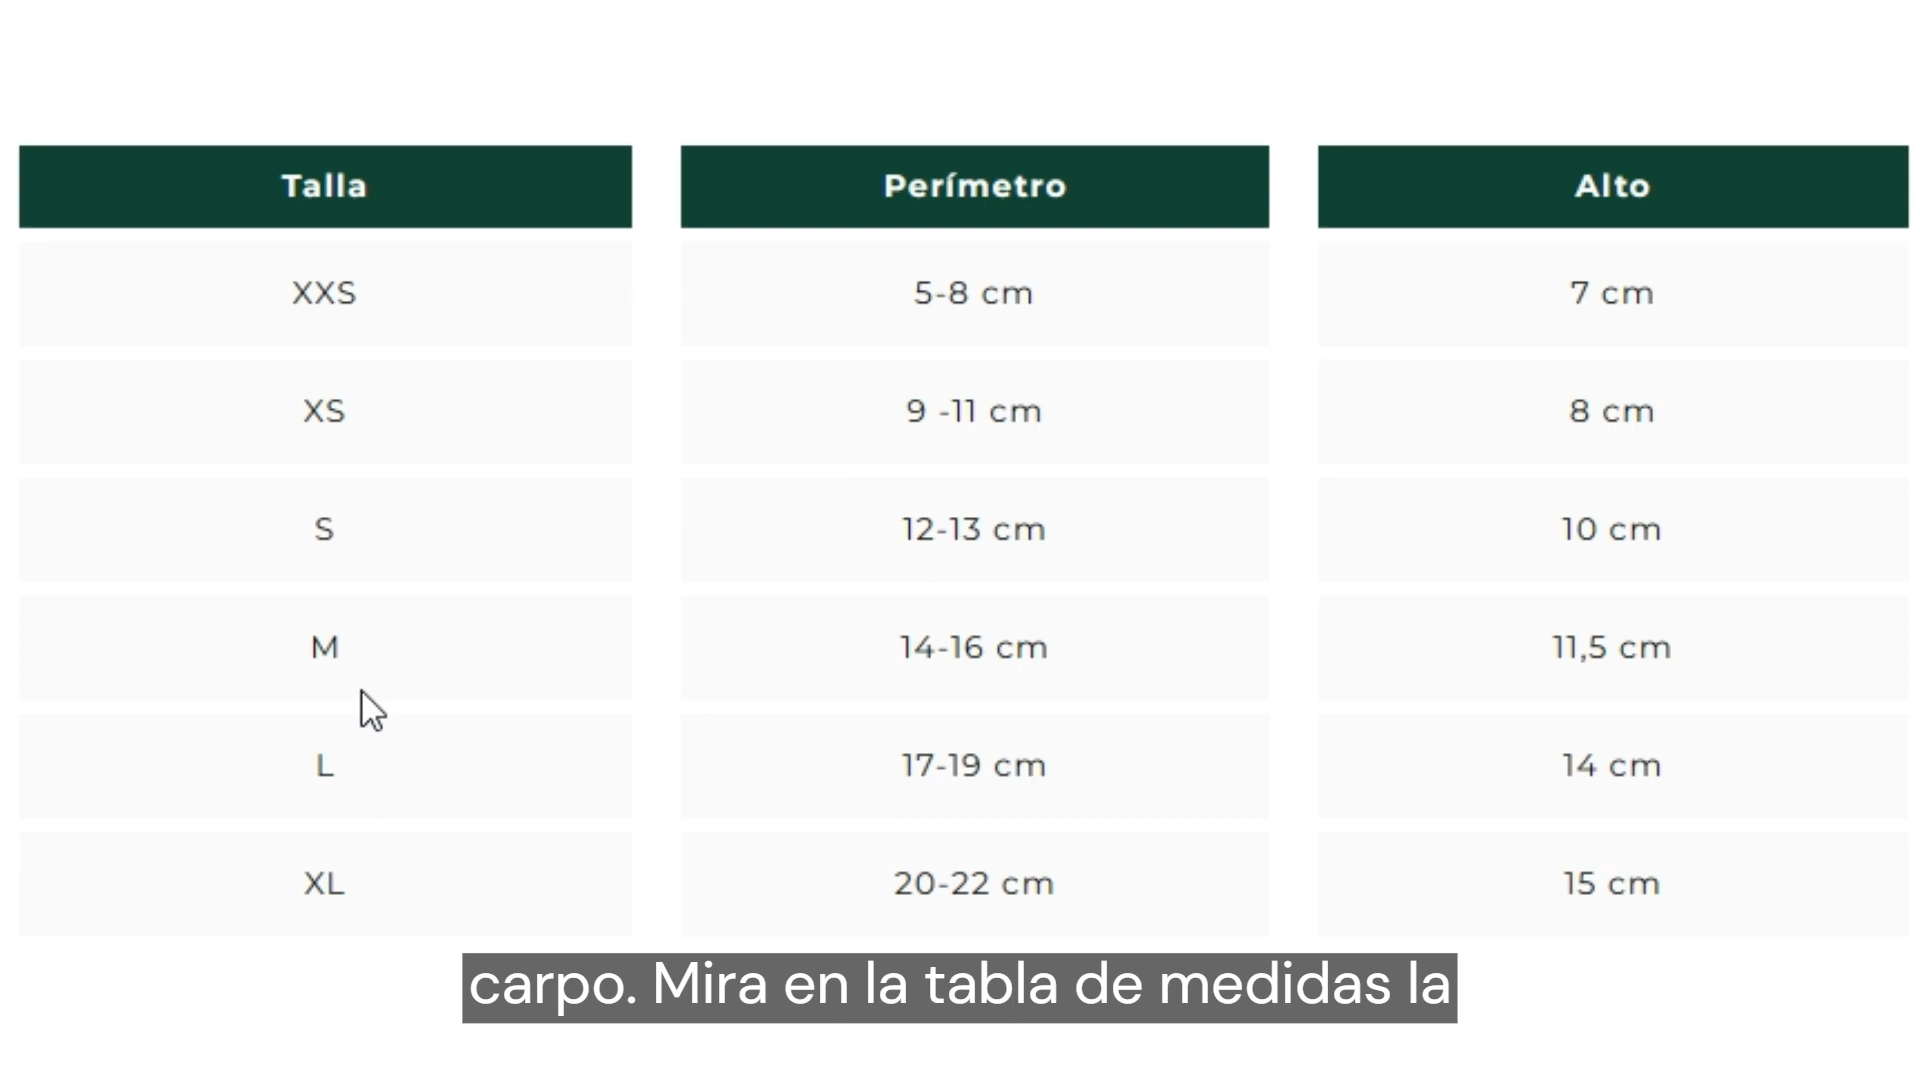 Talla Perímetro Alto
XXS 5-8 cm 7 cm
XS 9 -11 cm 8 cm
S 12-13 cm 10 cm
M 14-16 cm 11,5 cm
L 17-19 cm 14 cm
XL 20-22 cm 15 cm
carpo. Mira en la tabla de medidas la